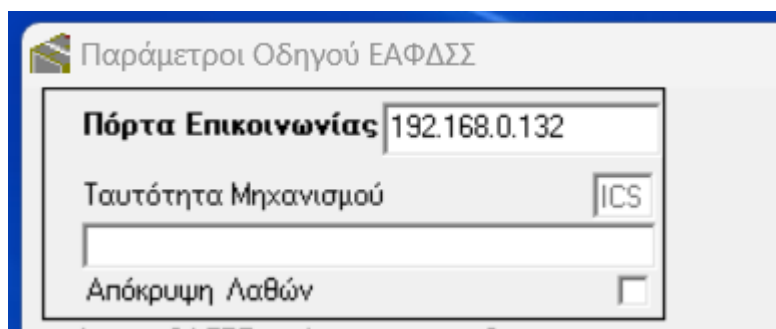 Παράμετροι Οδηγού ΕΑΦΔΣΣ
Πόρτα Επικοινωνίας 192.168.0.132
Ταυτότητα Μηχανισμού ICS
Απόκρυψη Λαθών